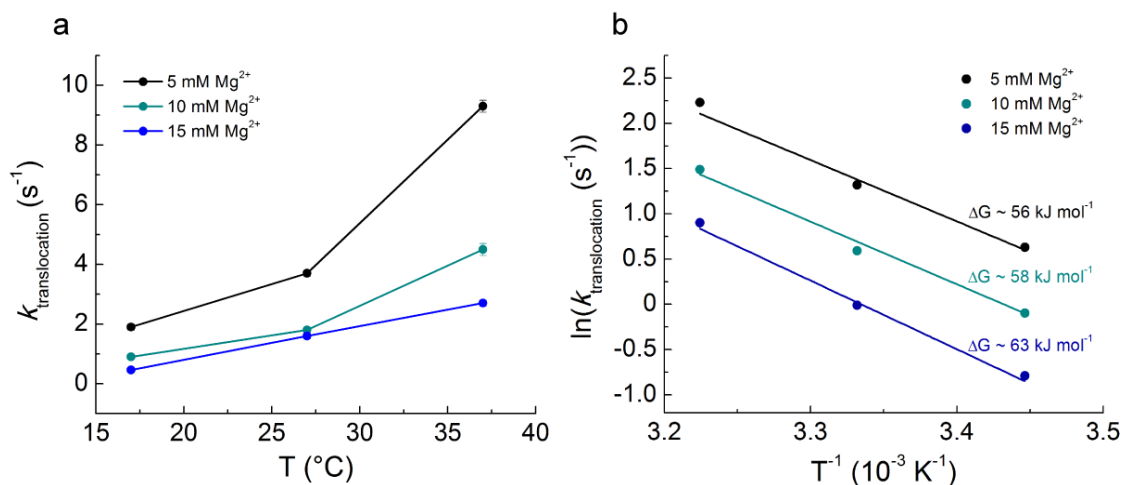 a
k_translocation (s⁻¹)
10
8
6
4
2
0
5 mM Mg²⁺
10 mM Mg²⁺
15 mM Mg²⁺
15 20 25 30 35 40
T (°C)
b
ln(k_translocation (s⁻¹))
2.5
2.0
1.5
1.0
0.5
0
-0.5
-1.0
5 mM Mg²⁺
10 mM Mg²⁺
15 mM Mg²⁺
ΔG ~ 56 kJ mol⁻¹
ΔG ~ 58 kJ mol⁻¹
ΔG ~ 63 kJ mol⁻¹
3.2 3.3 3.4 3.5
T⁻¹ (10⁻³ K⁻¹)